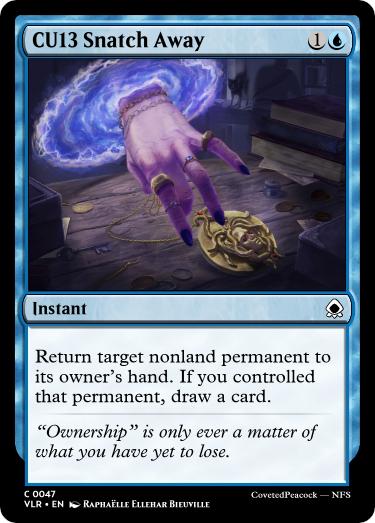 CU13 Snatch Away 1
Instant
Return target nonland permanent to
its owner's hand. If you controlled
that permanent, draw a card.
“Ownership” is only ever a matter of
what you have yet to lose.
C 0047
VLR • EN Raphaëlle Ellehar Bieuville
CovetedPeacock — NFS